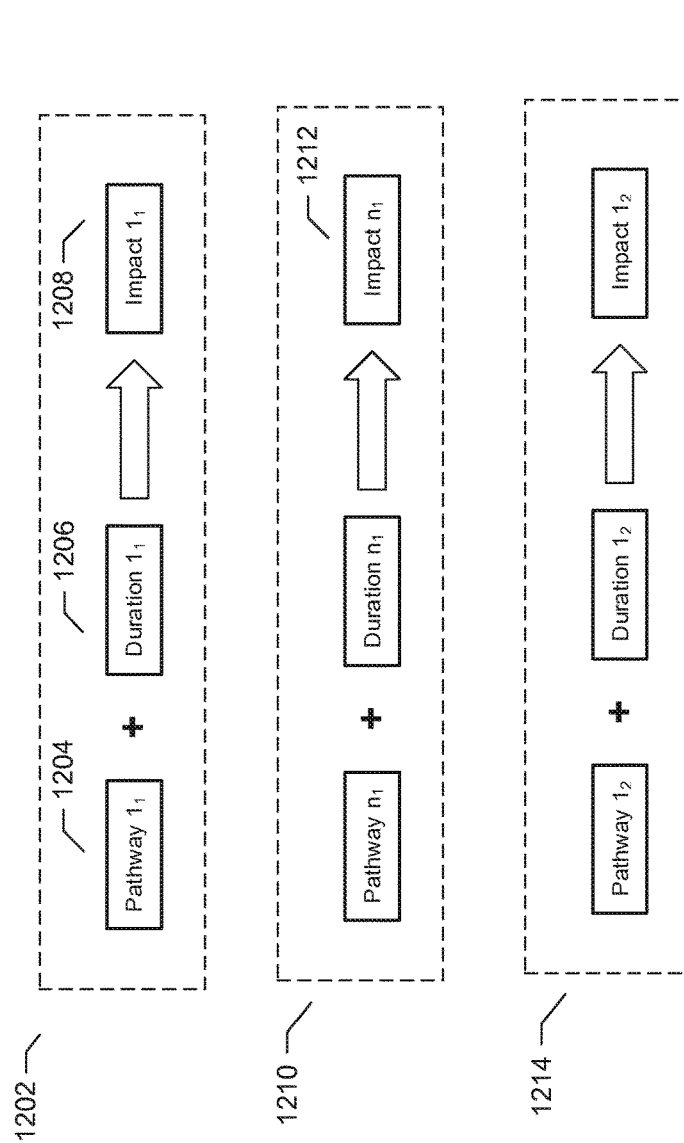 1202
1204
1206
1208
Pathway 1₁
+
Duration 1₁
Impact 1₁
1210
1212
Pathway n₁
+
Duration n₁
Impact n₁
1214
Pathway 1₂
+
Duration 1₂
Impact 1₂